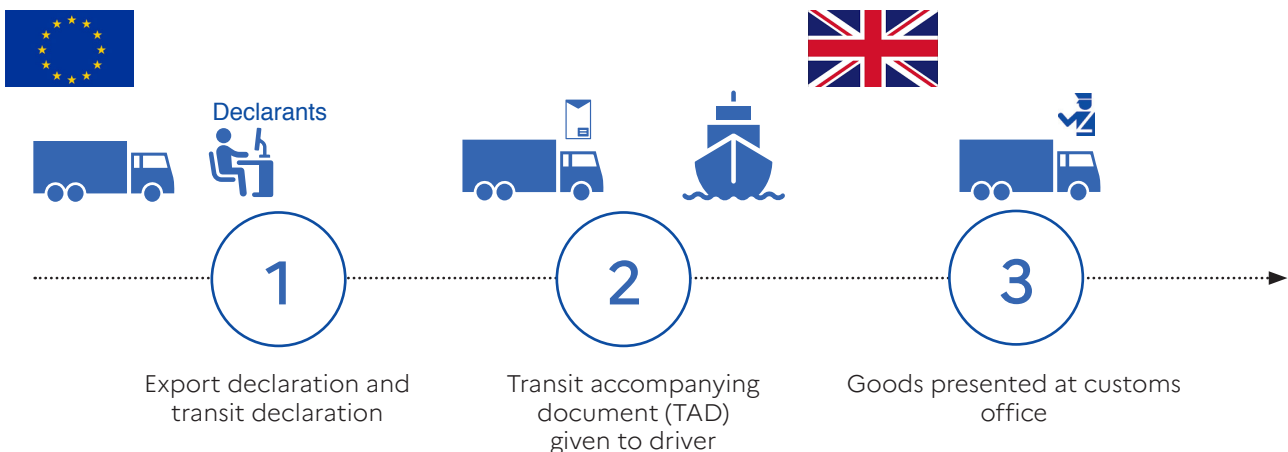 Declarants
1
2
3
Export declaration and
transit declaration
Transit accompanying
document (TAD)
given to driver
Goods presented at customs
office